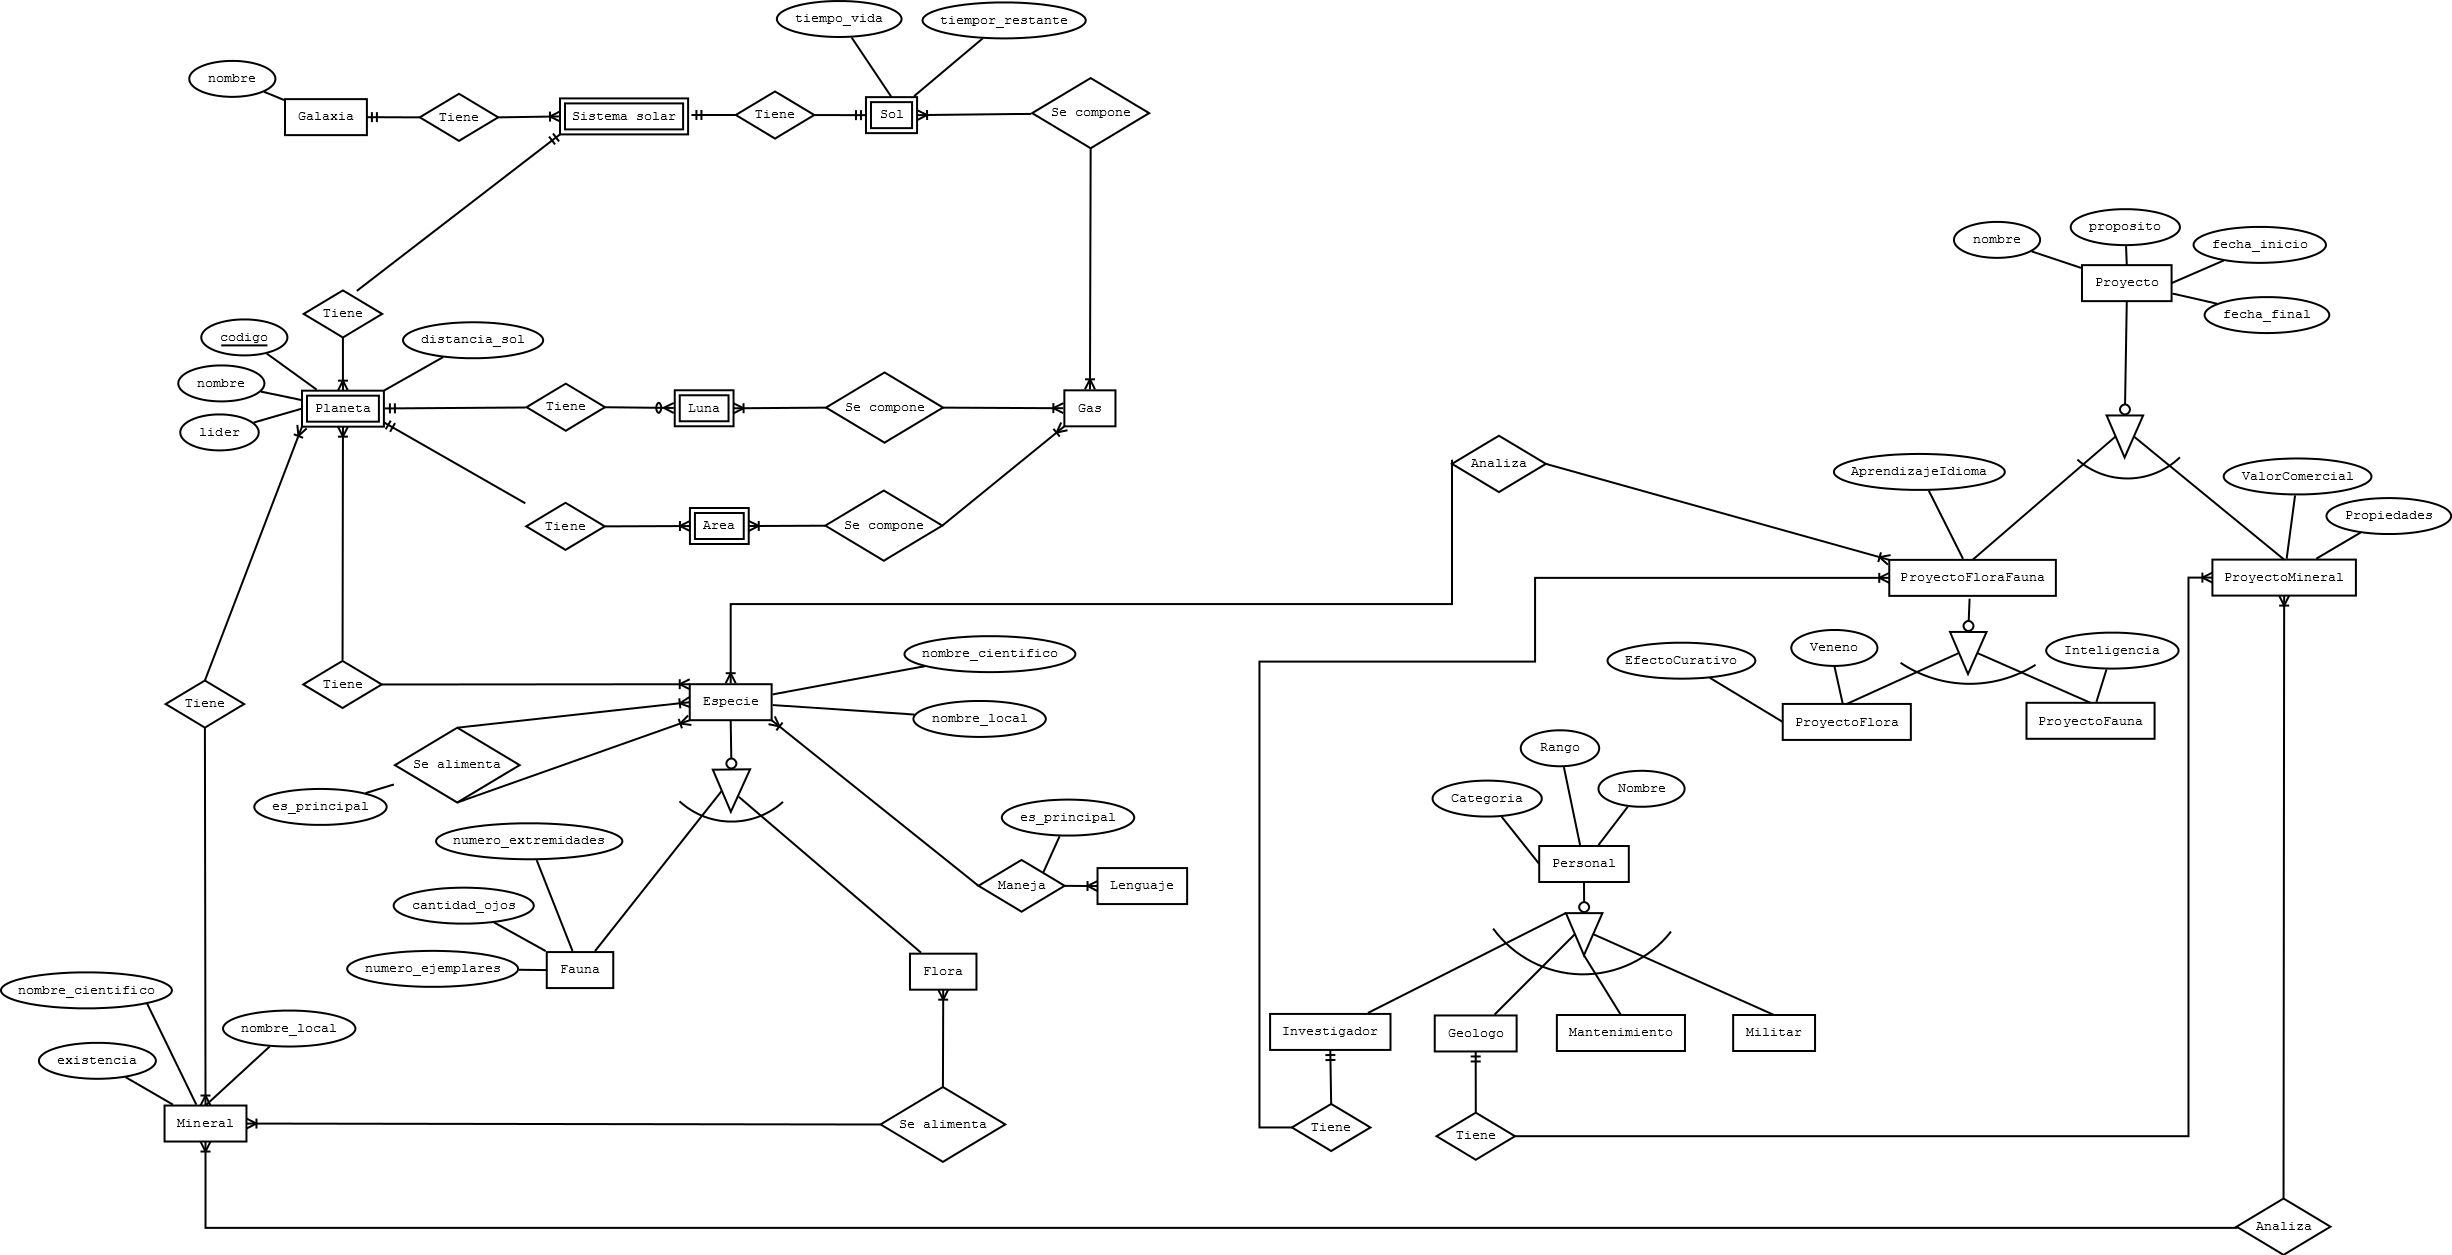 tiempo_vida
tiempor_restante
nombre
Galaxia
Tiene
Sistema solar
Tiene
Sol
Se compone
nombre
proposito
fecha_inicio
Proyecto
fecha_final
Tiene
codigo
distancia_sol
nombre
Planeta
lider
Tiene
Luna
Se compone
Gas
Tiene
Area
Se compone
Analiza
AprendizajeIdioma
ValorComercial
Propiedades
ProyectoFloraFauna
ProyectoMineral
EfectoCurativo
Veneno
Inteligencia
ProyectoFlora
ProyectoFauna
Tiene
Tiene
Especie
nombre_cientifico
nombre_local
Se alimenta
es_principal
Rango
Categoria
Nombre
Personal
numero_extremidades
es_principal
Maneja
Lenguaje
cantidad_ojos
numero_ejemplares
Fauna
Flora
nombre_cientifico
nombre_local
existencia
Investigador
Geologo
Mantenimiento
Militar
Mineral
Se alimenta
Tiene
Tiene
Analiza